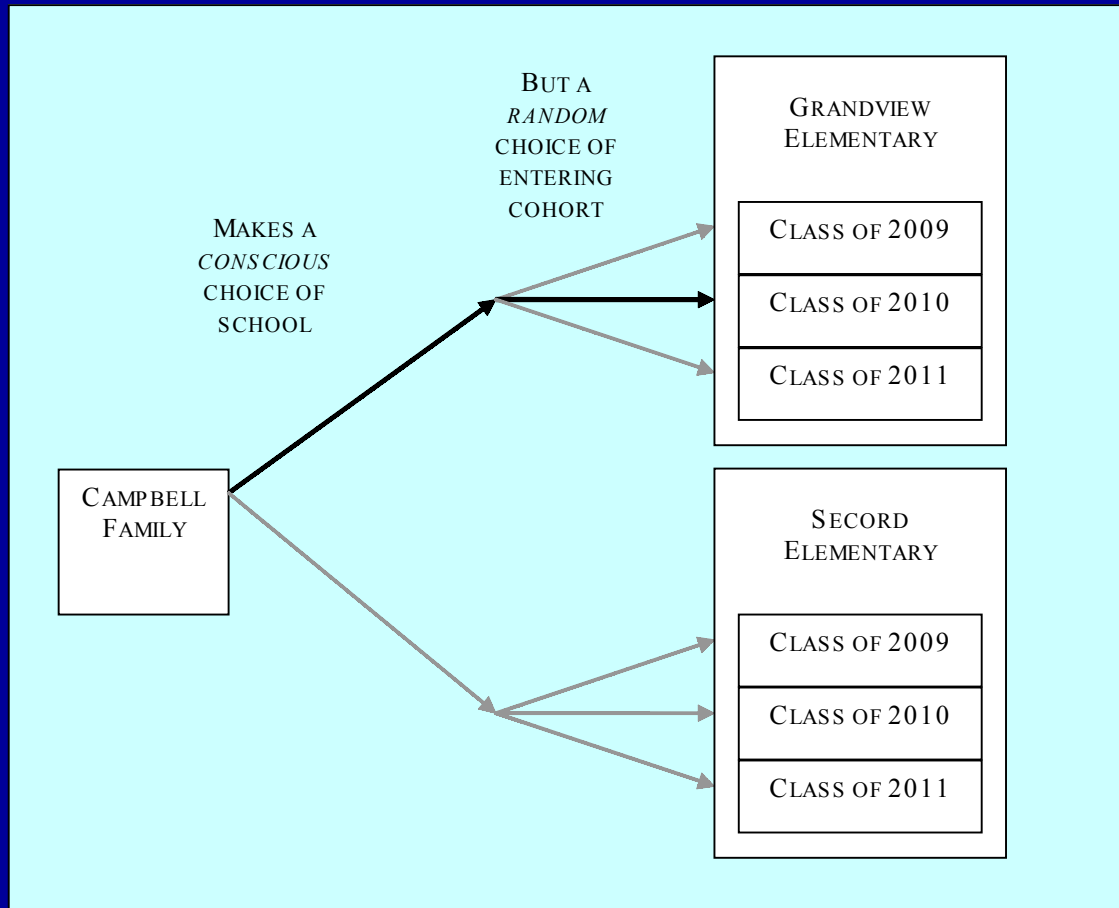 BUT A
RANDOM
CHOICE OF
ENTERING
COHORT
MAKES A
CONSCIOUS
CHOICE OF
SCHOOL
CAMPBELL
FAMILY
GRANDVIEW
ELEMENTARY
CLASS OF 2009
CLASS OF 2010
CLASS OF 2011
SECORD
ELEMENTARY
CLASS OF 2009
CLASS OF 2010
CLASS OF 2011